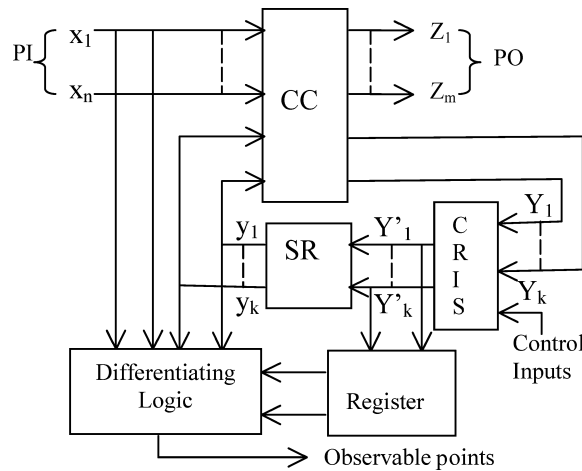 PI
x1
xn
CC
Z1
Zm
PO
y1
yk
SR
Y'1
Y'k
C
R
I
S
Y1
Yk
Control
Inputs
Differentiating
Logic
Register
Observable points